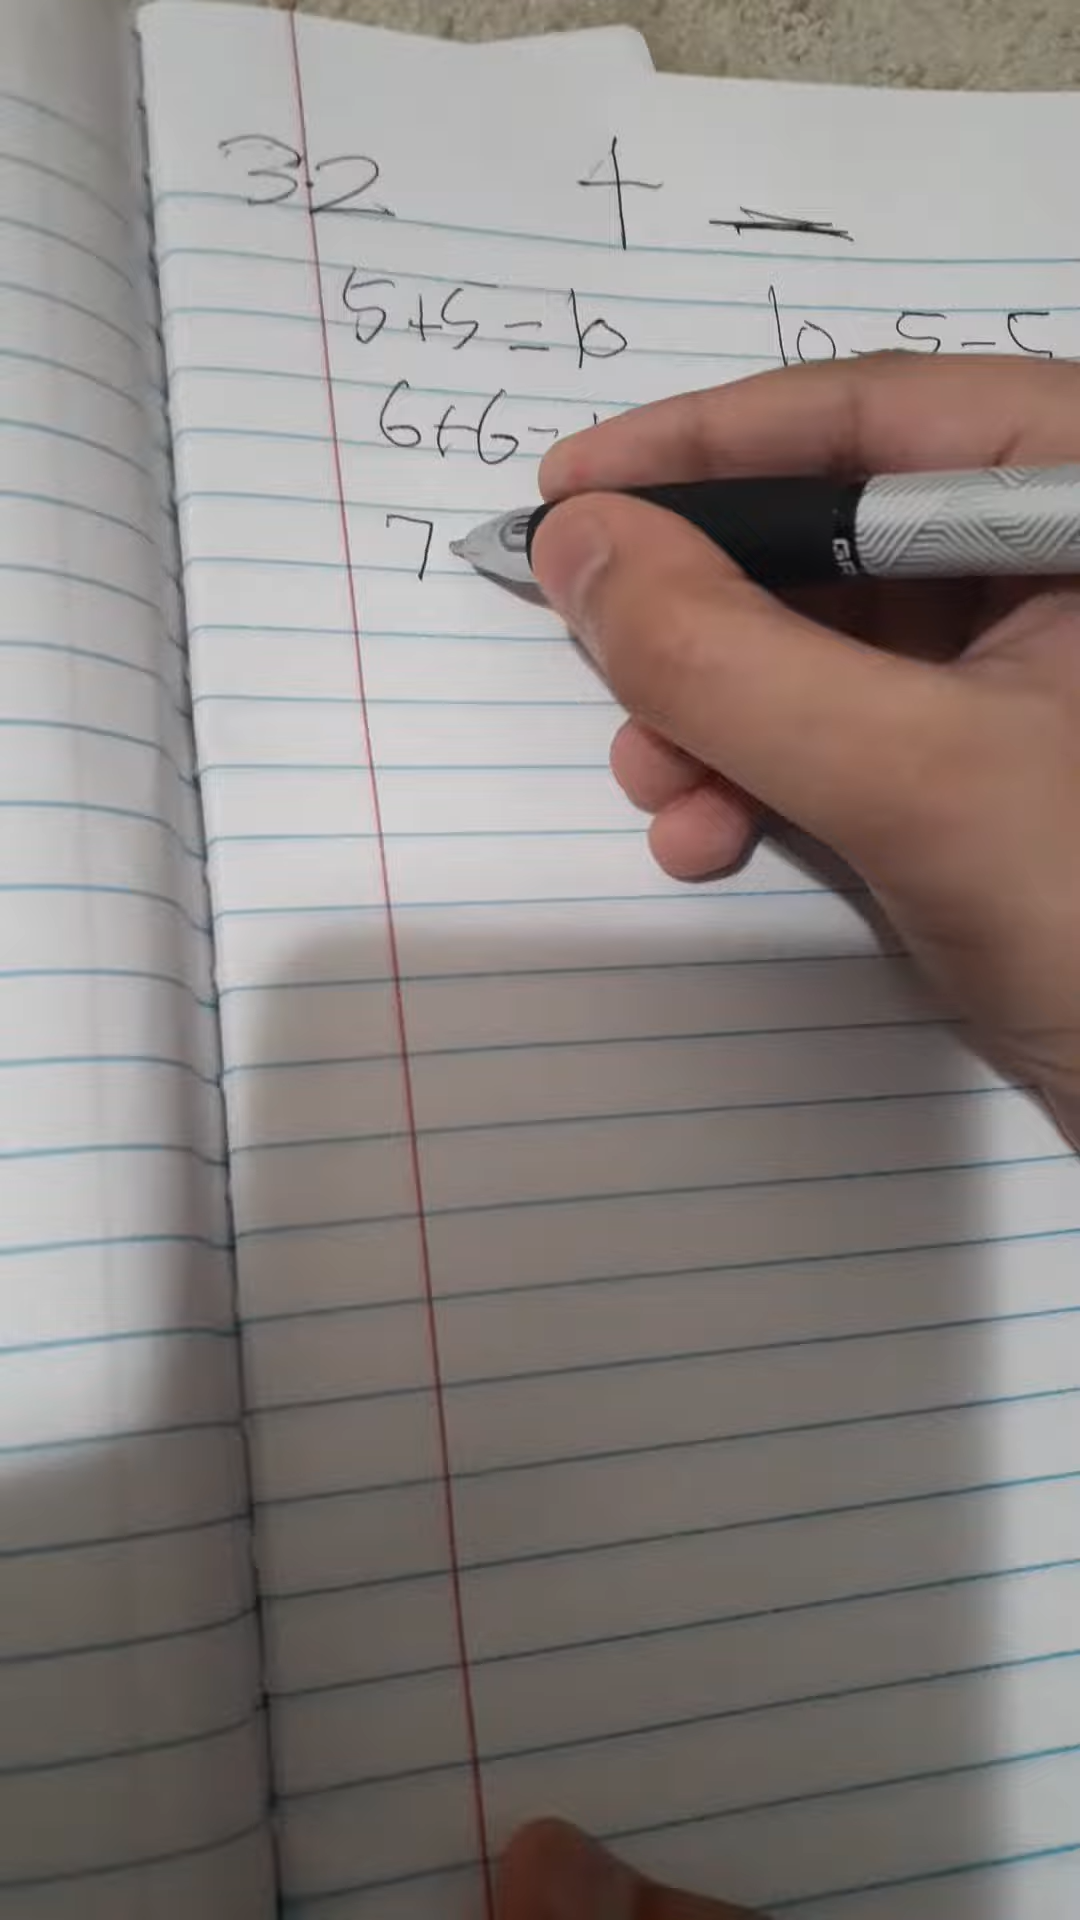 32 + –
5+5=10 10-5=5
6+6=
7